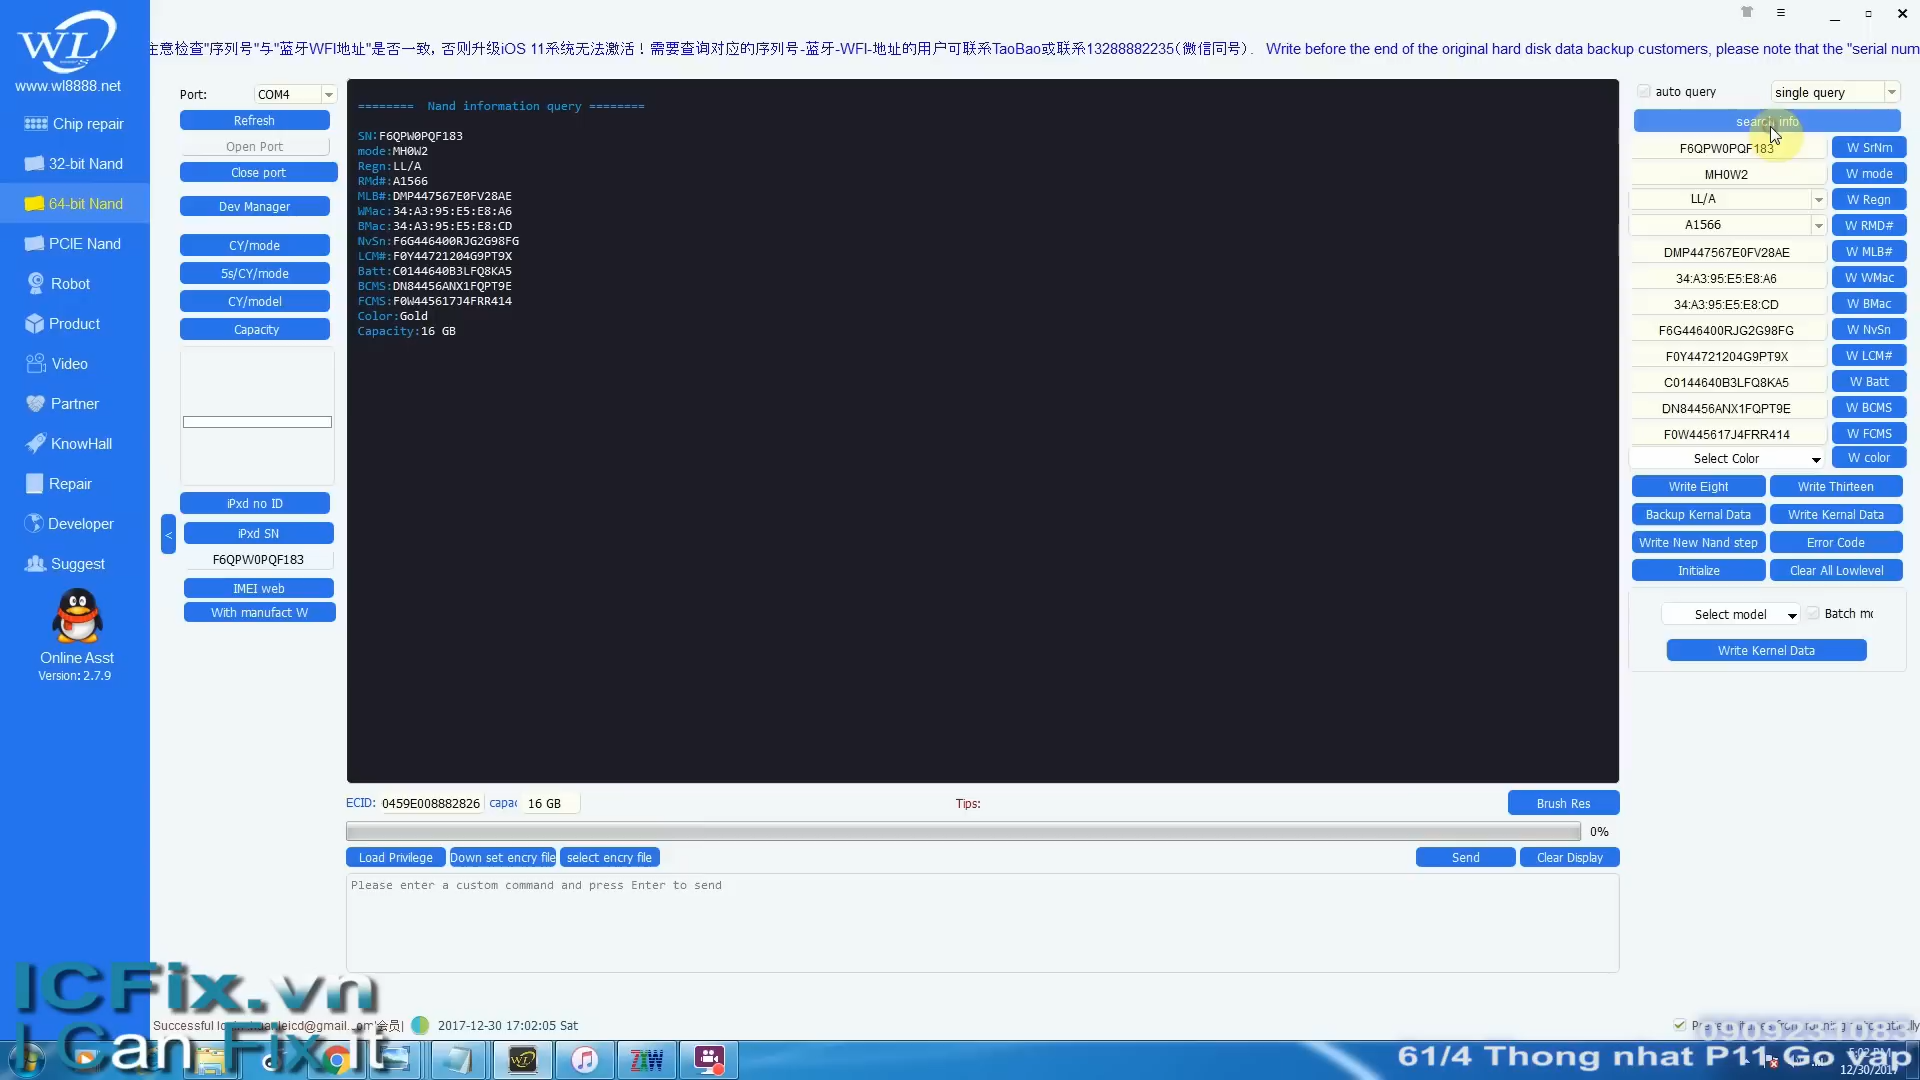 WL
www.wl8888.net
Chip repair
32-bit Nand
64-bit Nand
PCIE Nand
Robot
Product
Video
Partner
KnowHall
Repair
Developer
Suggest
Online Asst
Version: 2.7.9
主意检查"序列号"与"蓝牙WFI地址"是否一致, 否则升级iOS 11系统无法激活！需要查询对应的序列号-蓝牙-WFI-地址的用户可联系TaoBao或联系13288882235（微信同号）. Write before the end of the original hard disk data backup customers, please note that the "serial num
Port: COM4
Refresh
Open Port
Close port
Dev Manager
CY/mode
5s/CY/mode
CY/model
Capacity
iPxd no ID
iPxd SN
F6QPW0PQF183
IMEI web
With manufact W
<
======== Nand information query ========
SN:F6QPW0PQF183
mode:MH0W2
Regn:LL/A
RMd#:A1566
MLB#:DMP447567E0FV28AE
WMac:34:A3:95:E5:E8:A6
BMac:34:A3:95:E5:E8:CD
NvSn:F6G446400RJG2G98FG
LCM#:F0Y44721204G9PT9X
Batt:C0144640B3LFQ8KA5
BCMS:DN84456ANX1FQPT9E
FCMS:F0W445617J4FRR414
Color:Gold
Capacity:16 GB
auto query single query
search info
F6QPW0PQF183 W SrNm
MH0W2 W mode
LL/A W Regn
A1566 W RMD#
DMP447567E0FV28AE W MLB#
34:A3:95:E5:E8:A6 W WMac
34:A3:95:E5:E8:CD W BMac
F6G446400RJG2G98FG W NvSn
F0Y44721204G9PT9X W LCM#
C0144640B3LFQ8KA5 W Batt
DN84456ANX1FQPT9E W BCMS
F0W445617J4FRR414 W FCMS
Select Color W color
Write Eight Write Thirteen
Backup Kernal Data Write Kernal Data
Write New Nand step Error Code
Initialize Clear All Lowlevel
Select model Batch mo
Write Kernel Data
ECID: 0459E008882826 capac 16 GB Tips: Brush Res
0%
Load Privilege Down set encry file select encry file Send Clear Display
Please enter a custom command and press Enter to send
ICFix.vn
I Can Fix it
Successful 2017-12-30 17:02:05 Sat
0909231083
61/4 Thong nhat P11 Go vap
12/30/2017